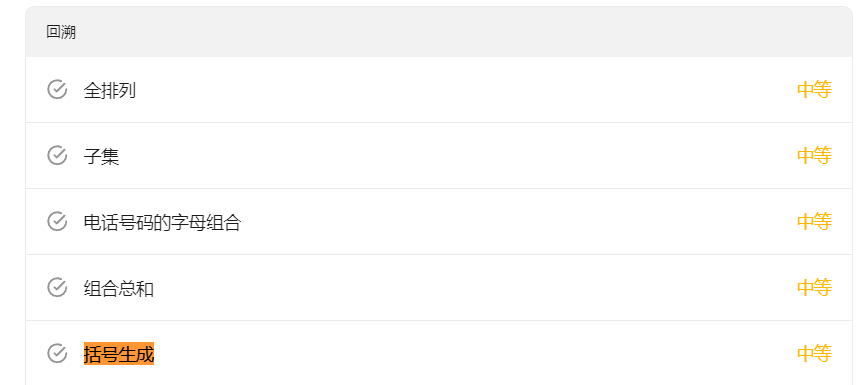 回溯
全排列 中等
子集 中等
电话号码的字母组合 中等
组合总和 中等
括号生成 中等